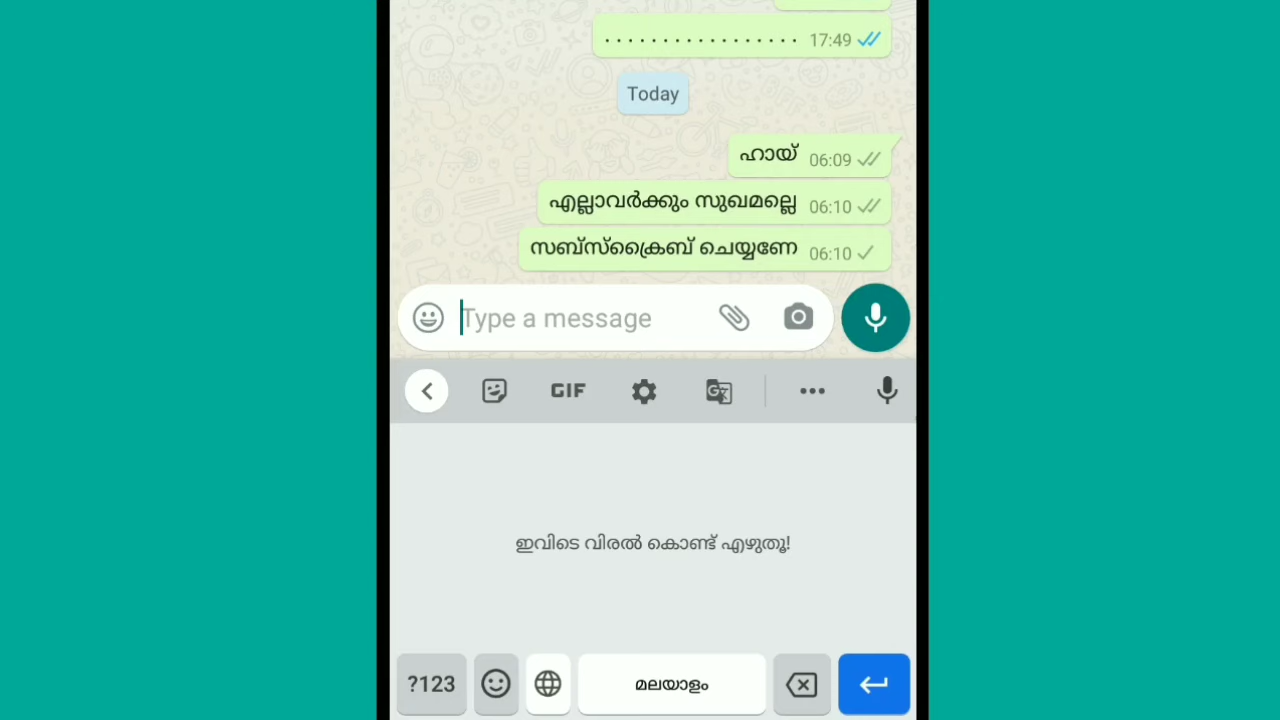 . . . . . . . . . . . . . . . . . 17:49
Today
ഹായ് 06:09
എല്ലാവർക്കും സുഖമല്ലെ 06:10
സബ്സ്ക്രൈബ് ചെയ്യണേ 06:10
Type a message
GIF
ഇവിടെ വിരൽ കൊണ്ട് എഴുതൂ!
?123 മലയാളം